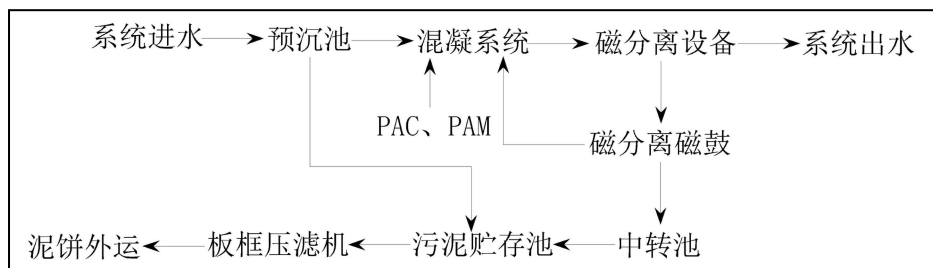 系统进水 预沉池 混凝系统 磁分离设备 系统出水
PAC、PAM
磁分离磁鼓
泥饼外运 板框压滤机 污泥贮存池 中转池